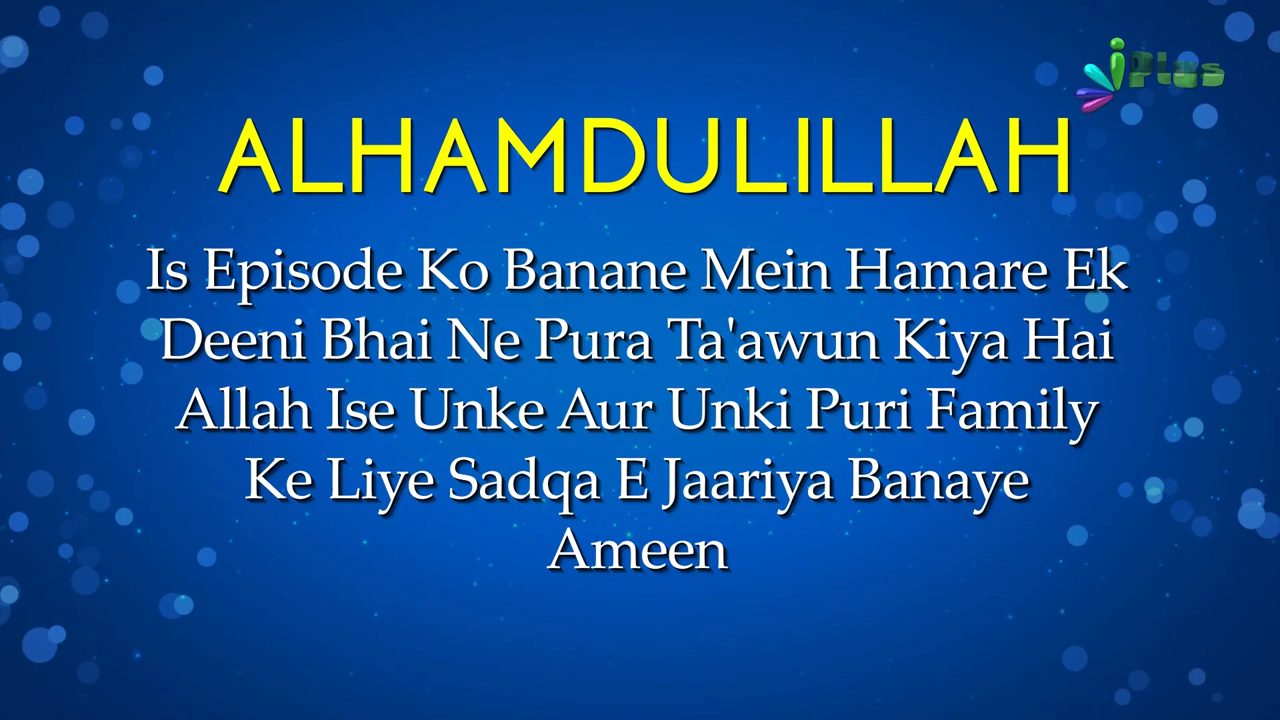 iPlus
ALHAMDULILLAH
Is Episode Ko Banane Mein Hamare Ek
Deeni Bhai Ne Pura Ta'awun Kiya Hai
Allah Ise Unke Aur Unki Puri Family
Ke Liye Sadqa E Jaariya Banaye
Ameen